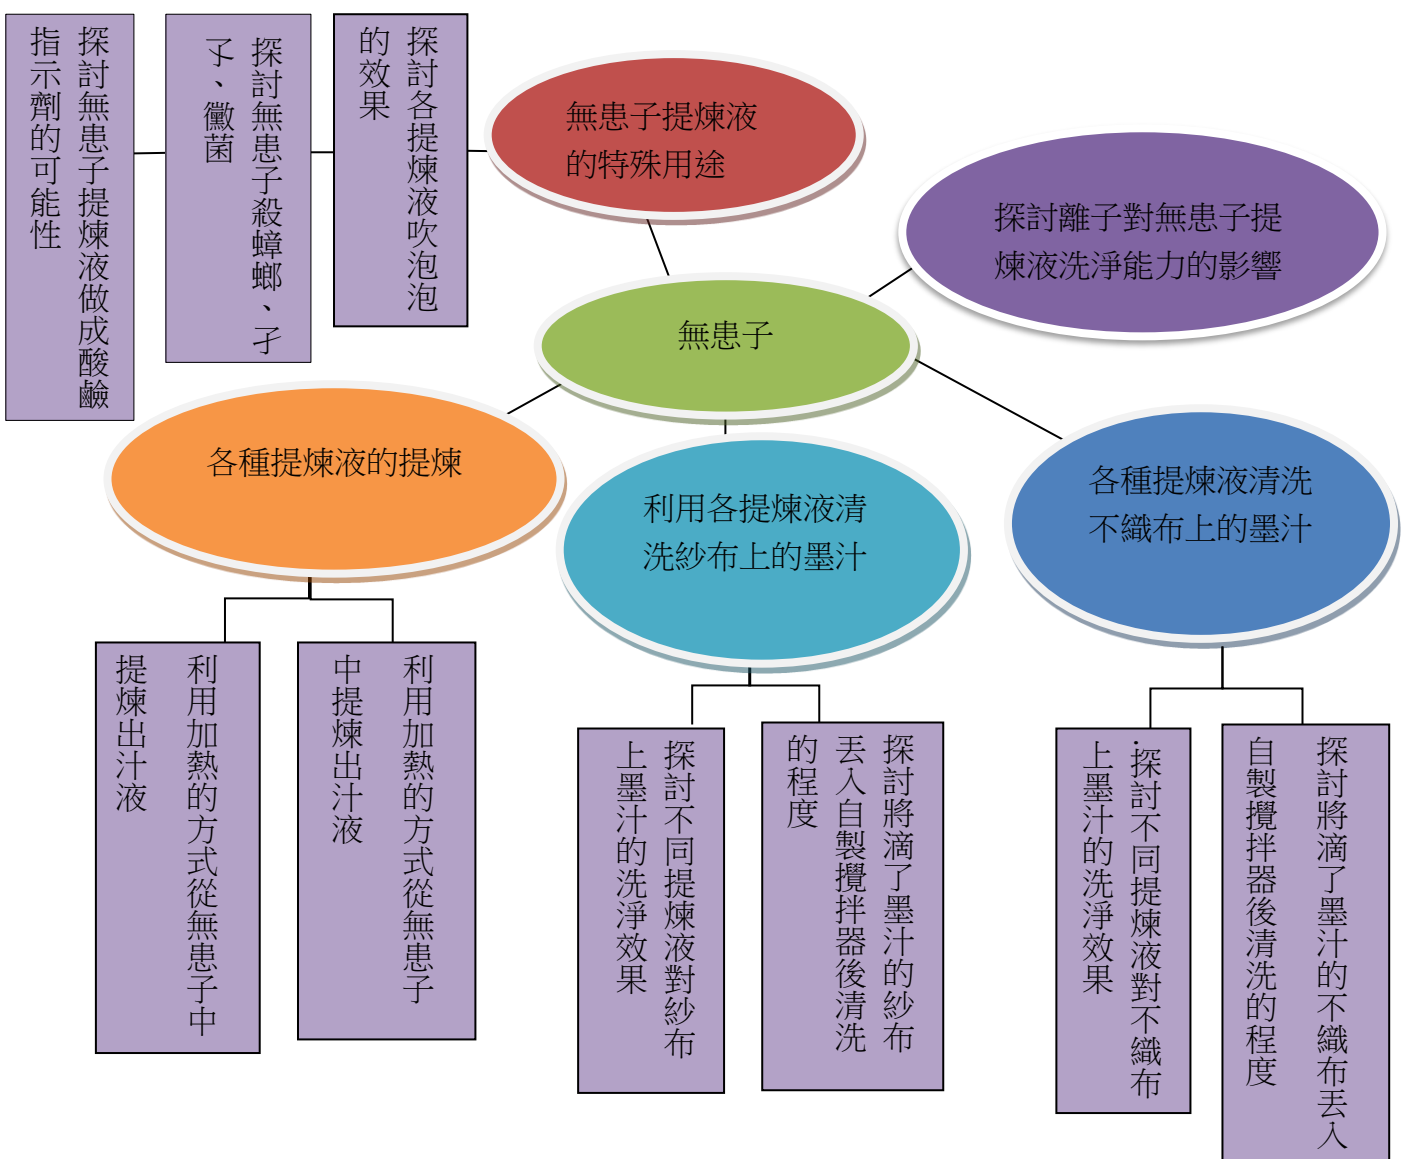 探討無患子提煉液做成酸鹼
指示劑的可能性
探討無患子殺蟑螂、孑
孓、黴菌
探討各提煉液吹泡泡
的效果
無患子提煉液
的特殊用途
探討離子對無患子提
煉液洗淨能力的影響
無患子
各種提煉液的提煉
利用各提煉液清
洗紗布上的墨汁
各種提煉液清洗
不織布上的墨汁
利用加熱的方式從無患子中
提煉出汁液
利用加熱的方式從無患子
中提煉出汁液
探討不同提煉液對紗布
上墨汁的洗淨效果
探討將滴了墨汁的紗布
丟入自製攪拌器後清洗
的程度
.探討不同提煉液對不織布
上墨汁的洗淨效果
探討將滴了墨汁的不織布丟入
自製攪拌器後清洗的程度